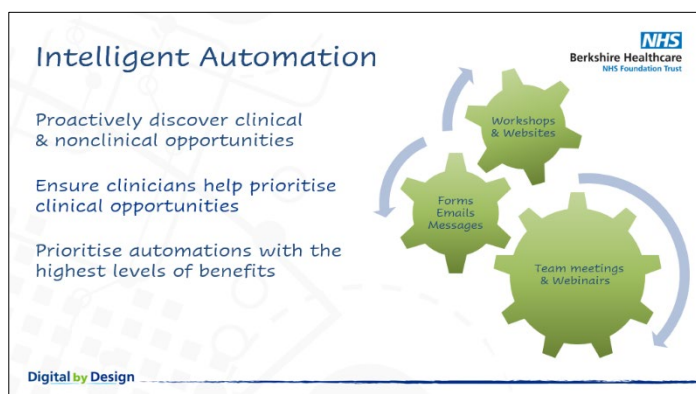 Intelligent Automation
NHS
Berkshire Healthcare
NHS Foundation Trust
Proactively discover clinical
& nonclinical opportunities
Ensure clinicians help prioritise
clinical opportunities
Prioritise automations with the
highest levels of benefits
Workshops
& Websites
Forms
Emails
Messages
Team meetings
& Webinairs
Digital by Design